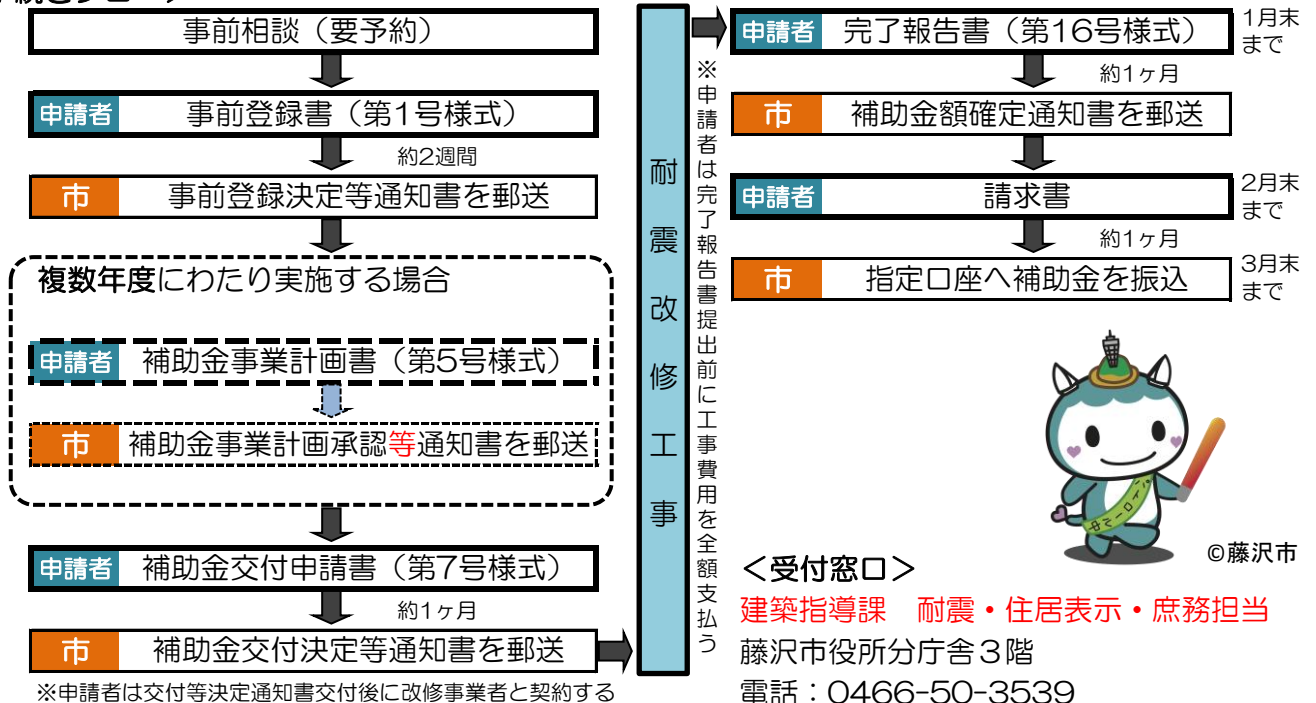 事前相談（要予約）
申請者 事前登録書（第1号様式）
約2週間
市 事前登録決定等通知書を郵送
複数年度にわたり実施する場合
申請者 補助金事業計画書（第5号様式）
市 補助金事業計画承認等通知書を郵送
申請者 補助金交付申請書（第7号様式）
約1ヶ月
市 補助金交付決定等通知書を郵送
※申請者は交付等決定通知書交付後に改修事業者と契約する
耐震改修工事
※申請者は完了報告書提出前に工事費用を全額支払う
申請者 完了報告書（第16号様式）
1月末
まで
約1ヶ月
市 補助金額確定通知書を郵送
申請者 請求書
2月末
まで
約1ヶ月
市 指定口座へ補助金を振込
3月末
まで
©藤沢市
＜受付窓口＞
建築指導課　耐震・住居表示・庶務担当
藤沢市役所分庁舎３階
電話：0466-50-3539